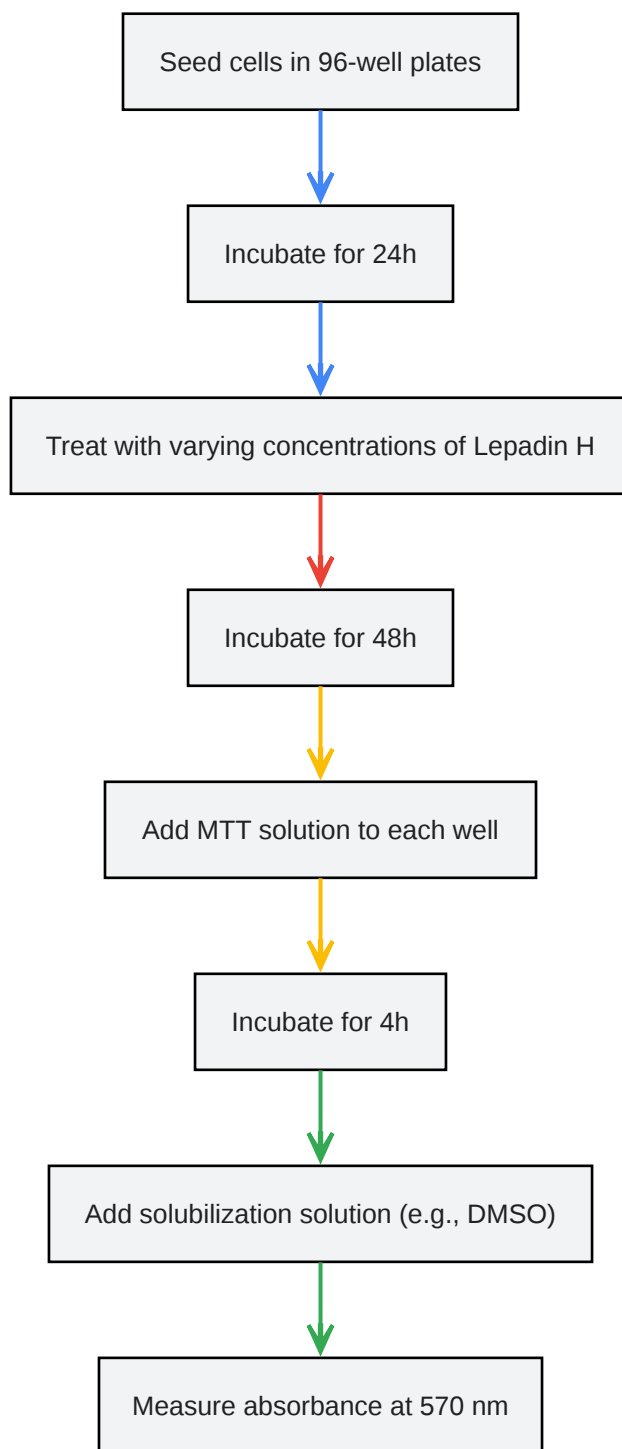 Seed cells in 96-well plates
Incubate for 24h
Treat with varying concentrations of Lepadin H
Incubate for 48h
Add MTT solution to each well
Incubate for 4h
Add solubilization solution (e.g., DMSO)
Measure absorbance at 570 nm